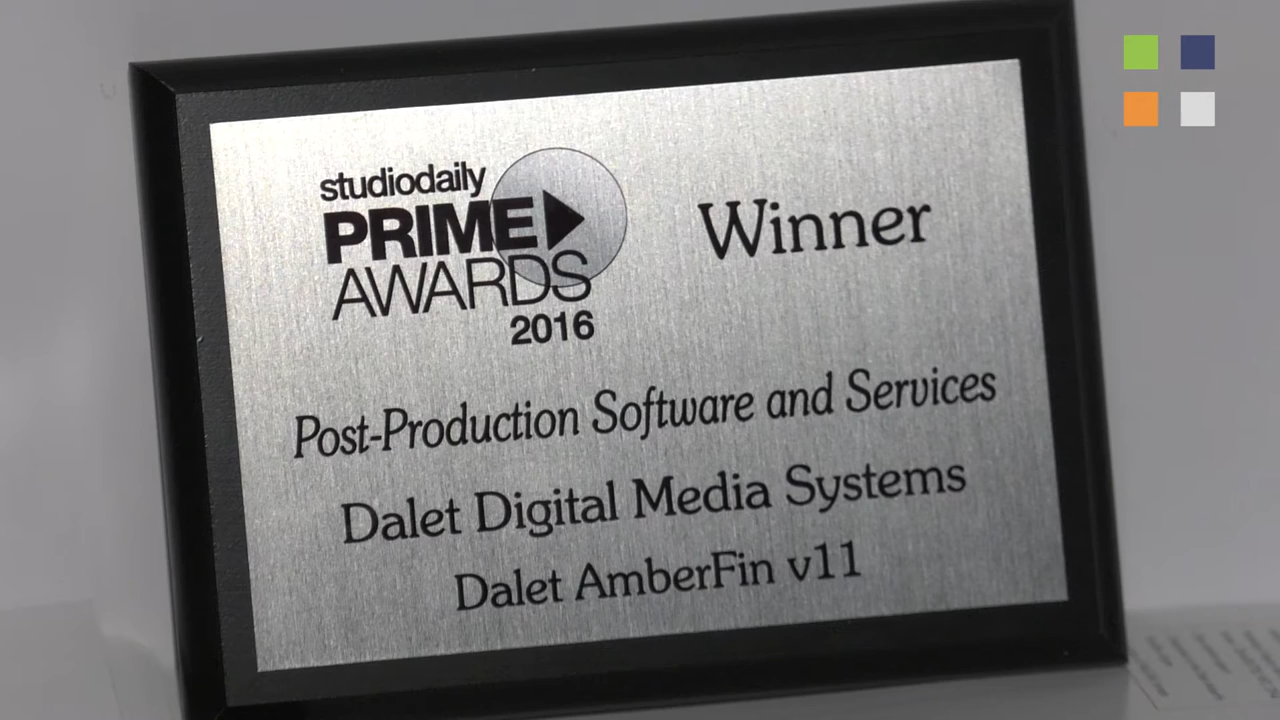 studiodaily
PRIME
AWARDS
2016
Winner
Post-Production Software and Services
Dalet Digital Media Systems
Dalet AmberFin v11